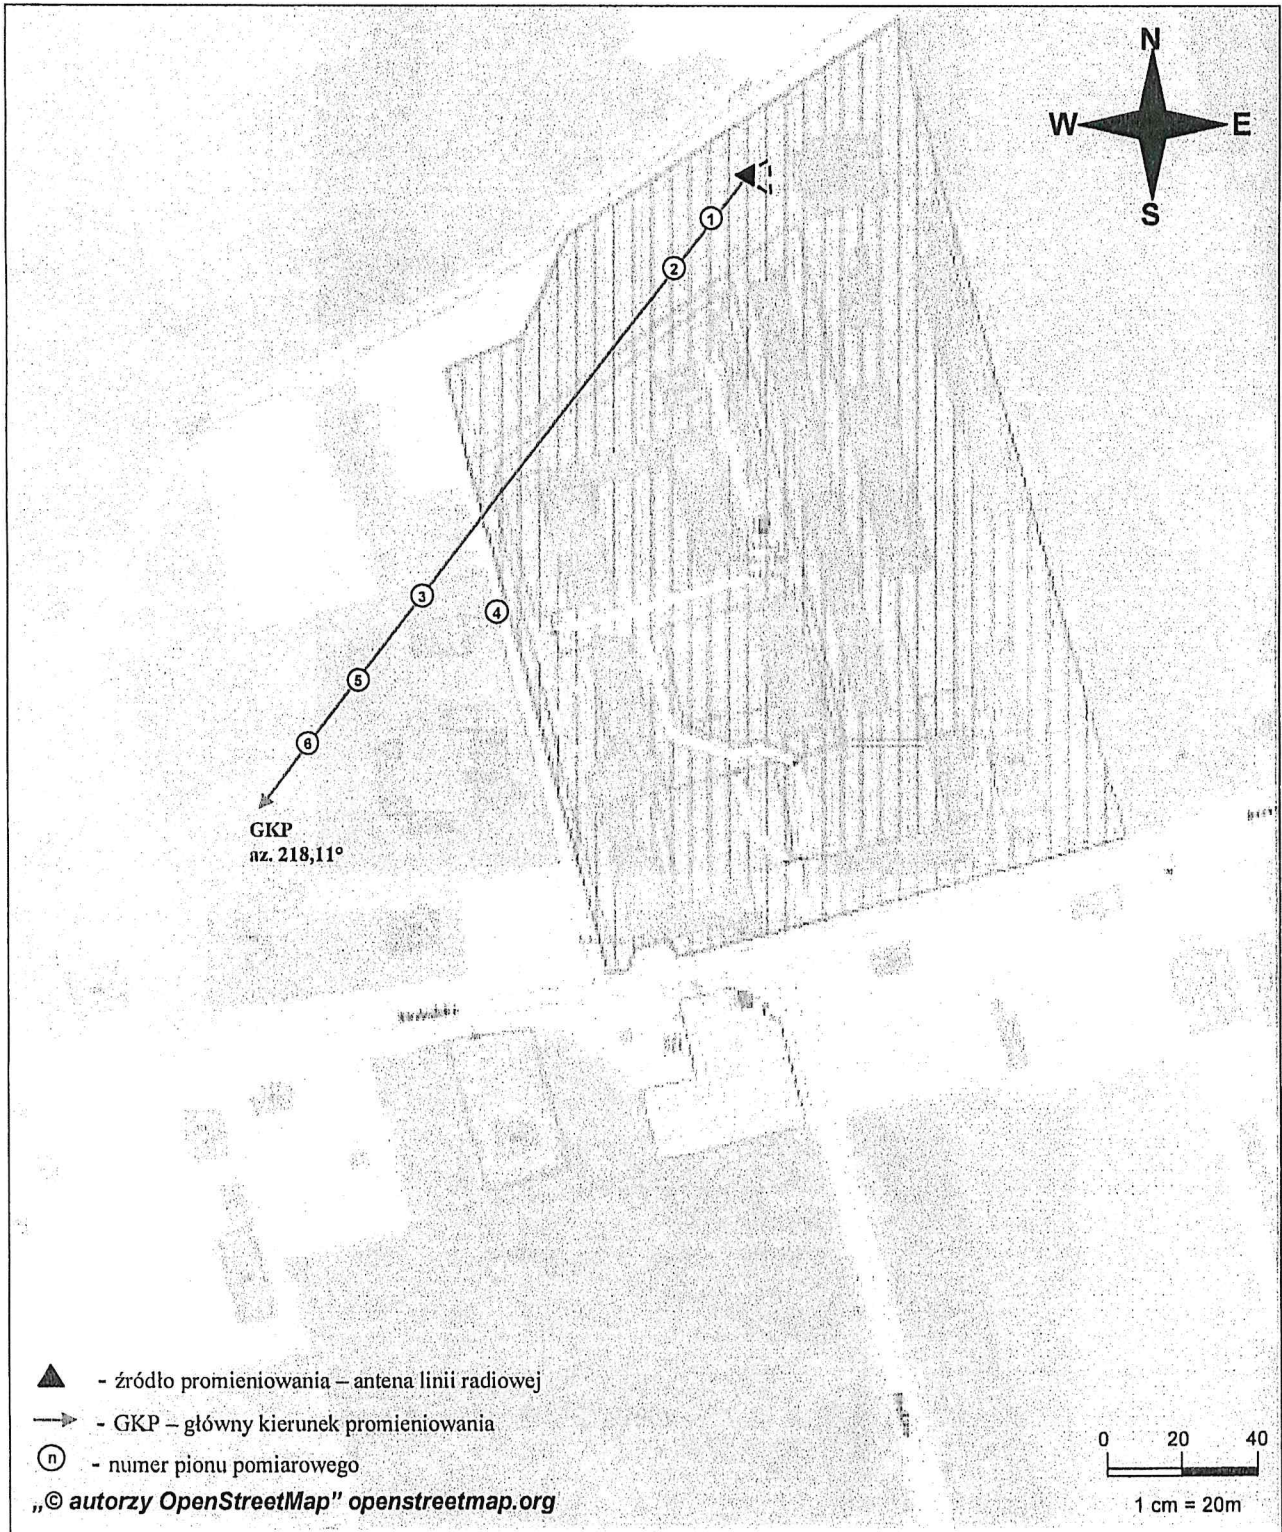 N
W E
S
1
2
3
4
5
6
GKP
az. 218,11°
- źródło promieniowania – antena linii radiowej
- GKP – główny kierunek promieniowania
n - numer pionu pomiarowego
„© autorzy OpenStreetMap” openstreetmap.org
0 20 40
1 cm = 20m